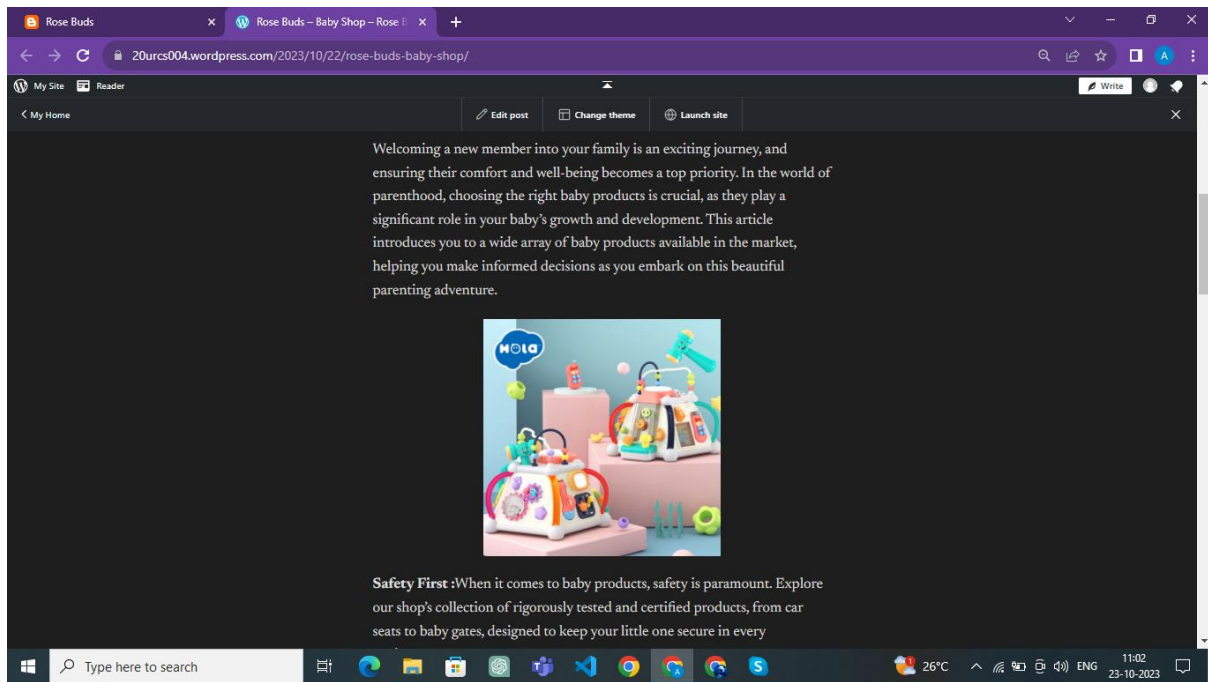 Rose Buds
Rose Buds – Baby Shop – Rose B
20urcs004.wordpress.com/2023/10/22/rose-buds-baby-shop/
A
My Site
Reader
Write
My Home
Edit post
Change theme
Launch site
Welcoming a new member into your family is an exciting journey, and
ensuring their comfort and well-being becomes a top priority. In the world of
parenthood, choosing the right baby products is crucial, as they play a
significant role in your baby's growth and development. This article
introduces you to a wide array of baby products available in the market,
helping you make informed decisions as you embark on this beautiful
parenting adventure.
HOLA
Safety First :When it comes to baby products, safety is paramount. Explore
our shop's collection of rigorously tested and certified products, from car
seats to baby gates, designed to keep your little one secure in every
Type here to search
26°C
ENG
11:02
23-10-2023